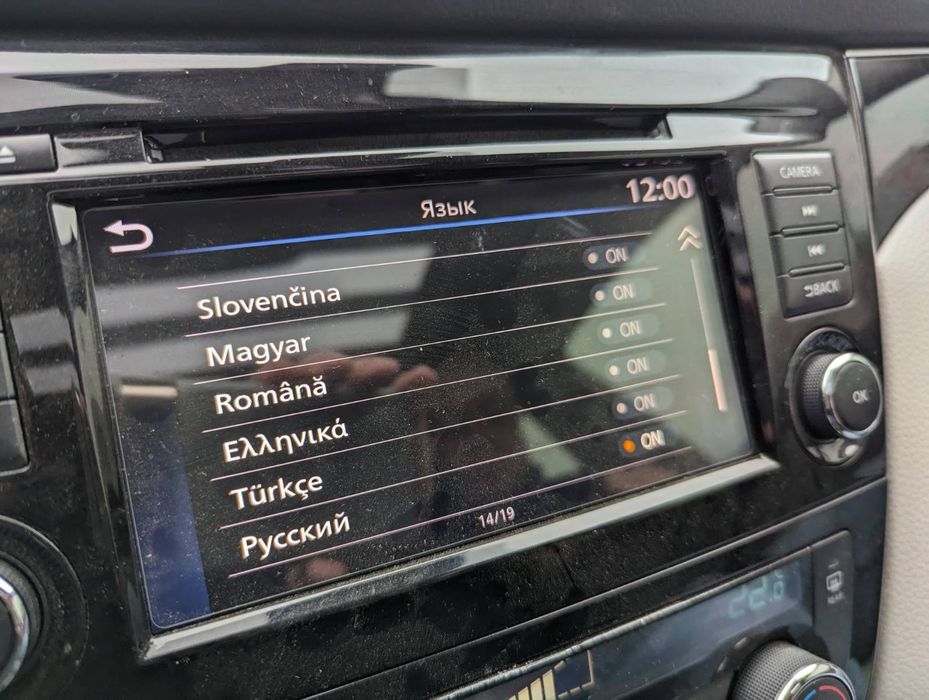 Язык
12:00
ON
Slovenčina
ON
Magyar
ON
Română
ON
Ελληνικά
ON
Türkçe
ON
Русский
14/19
CAMERA
BACK
OK